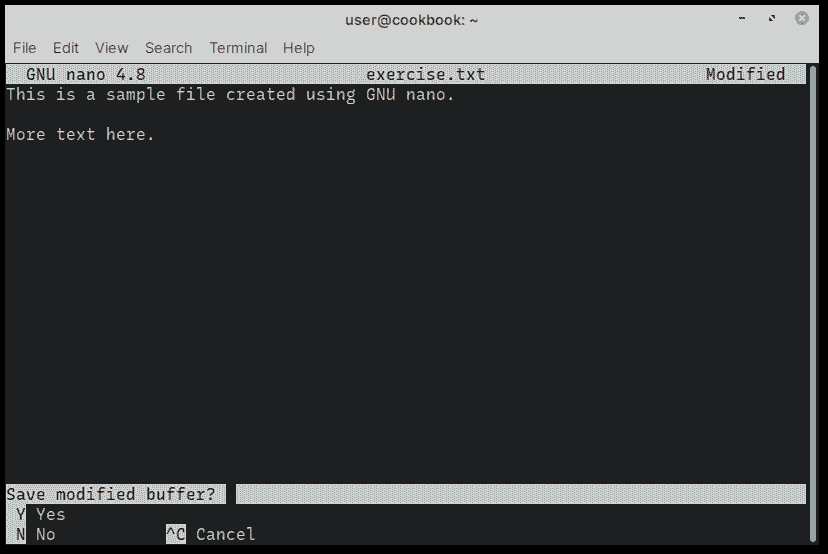 user@cookbook: ~
File Edit View Search Terminal Help
GNU nano 4.8 exercise.txt Modified
This is a sample file created using GNU nano.
More text here.
Save modified buffer?
Y Yes
N No ^C Cancel